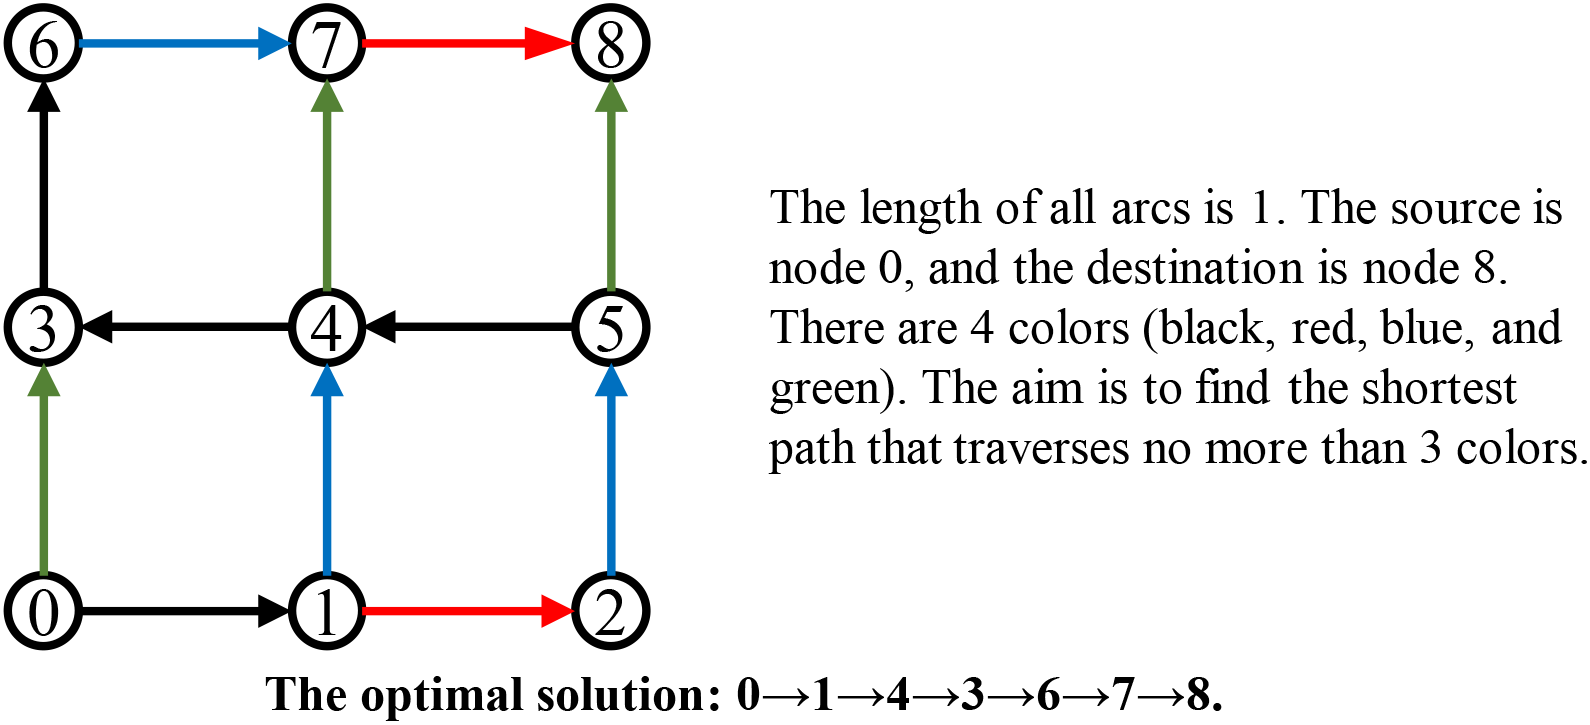 6 7 8
The length of all arcs is 1. The source is
node 0, and the destination is node 8.
3 4 5
There are 4 colors (black, red, blue, and
green). The aim is to find the shortest
path that traverses no more than 3 colors.
0 1 2
The optimal solution: 0→1→4→3→6→7→8.